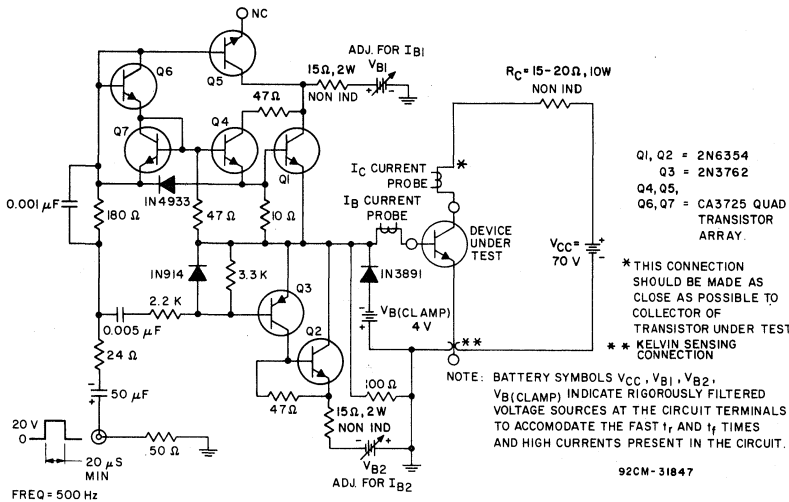 NC
Q6
Q5
ADJ. FOR IB1
VB1
15Ω, 2W
NON IND
+ -
RC = 15-20Ω, 10W
NON IND
47Ω
Q7
Q4
Q1
1N4933
0.001 μF
180Ω
47Ω
10Ω
IC CURRENT
PROBE
*
IB CURRENT
PROBE
DEVICE
UNDER
TEST
VCC =
70 V
+
-
Q1, Q2 = 2N6354
Q3 = 2N3762
Q4, Q5,
Q6, Q7 = CA3725 QUAD
TRANSISTOR
ARRAY.
* THIS CONNECTION
SHOULD BE MADE AS
CLOSE AS POSSIBLE TO
COLLECTOR OF
TRANSISTOR UNDER TEST
** KELVIN SENSING
CONNECTION
1N914
3.3 K
Q3
1N3891
-
+
VB(CLAMP)
4 V
**
2.2 K
0.005 μF
Q2
24Ω
47Ω
100Ω
15Ω, 2W
NON IND
-
+
50 μF
- +
VB2
ADJ. FOR IB2
20 V
0
20 μS
MIN
50 Ω
FREQ = 500 Hz
NOTE: BATTERY SYMBOLS VCC, VB1, VB2,
VB(CLAMP) INDICATE RIGOROUSLY FILTERED
VOLTAGE SOURCES AT THE CIRCUIT TERMINALS
TO ACCOMODATE THE FAST tr AND tf TIMES
AND HIGH CURRENTS PRESENT IN THE CIRCUIT.
92CM-31847